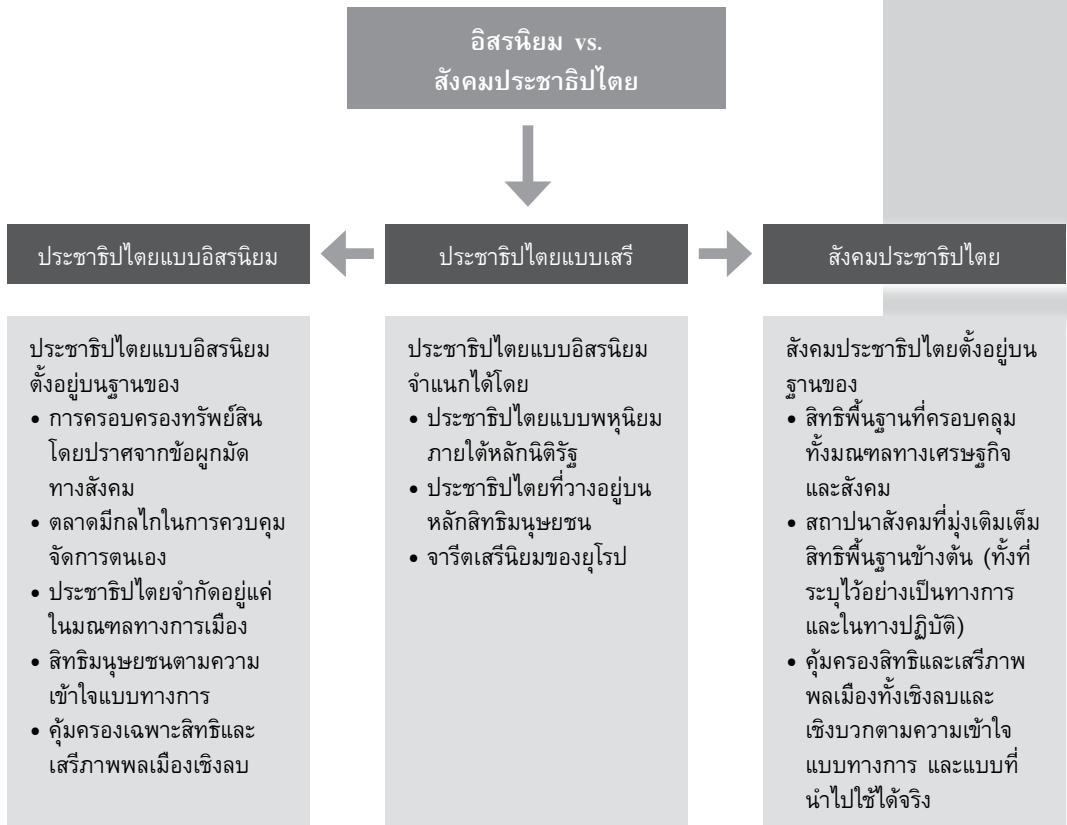 อิสรนิยม vs.
สังคมประชาธิปไตย
ประชาธิปไตยแบบอิสรนิยม
ประชาธิปไตยแบบเสรี
สังคมประชาธิปไตย
ประชาธิปไตยแบบอิสรนิยม
ตั้งอยู่บนฐานของ
• การครอบครองทรัพย์สิน
โดยปราศจากข้อผูกมัด
ทางสังคม
• ตลาดมีกลไกในการควบคุม
จัดการตนเอง
• ประชาธิปไตยจำกัดอยู่แค่
ในมณฑลทางการเมือง
• สิทธิมนุษยชนตามความ
เข้าใจแบบทางการ
• คุ้มครองเฉพาะสิทธิและ
เสรีภาพพลเมืองเชิงลบ
ประชาธิปไตยแบบอิสรนิยม
จำแนกได้โดย
• ประชาธิปไตยแบบพหุนิยม
ภายใต้หลักนิติรัฐ
• ประชาธิปไตยที่วางอยู่บน
หลักสิทธิมนุษยชน
• จารีตเสรีนิยมของยุโรป
สังคมประชาธิปไตยตั้งอยู่บน
ฐานของ
• สิทธิพื้นฐานที่ครอบคลุม
ทั้งมณฑลทางเศรษฐกิจ
และสังคม
• สถาปนาสังคมที่มุ่งเติมเต็ม
สิทธิพื้นฐานข้างต้น (ทั้งที่
ระบุไว้อย่างเป็นทางการ
และในทางปฏิบัติ)
• คุ้มครองสิทธิและเสรีภาพ
พลเมืองทั้งเชิงลบและ
เชิงบวกตามความเข้าใจ
แบบทางการ และแบบที่
นำไปใช้ได้จริง